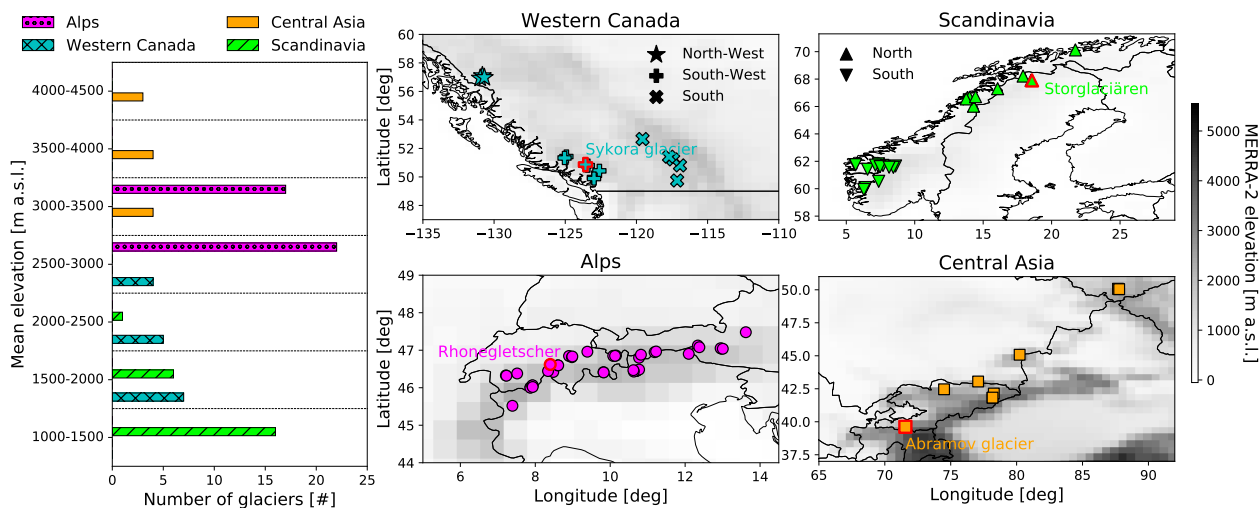 Alps
Western Canada
Central Asia
Scandinavia
Mean elevation [m a.s.l.]
4000-4500
3500-4000
3000-3500
2500-3000
2000-2500
1500-2000
1000-1500
0 5 10 15 20 25
Number of glaciers [#]
Western Canada
Latitude [deg]
60
58
56
54
52
50
48
North-West
South-West
South
Sykora glacier
−135 −130 −125 −120 −115 −110
Scandinavia
70
68
66
64
62
60
58
North
South
Storglaciären
5 10 15 20 25
Alps
Latitude [deg]
49
48
47
46
45
44
Rhonegletscher
6 8 10 12 14
Longitude [deg]
Central Asia
50.0
47.5
45.0
42.5
40.0
37.5
Abramov glacier
65 70 75 80 85 90
Longitude [deg]
5000
4000
3000
2000
1000
0
MERRA-2 elevation [m a.s.l.]